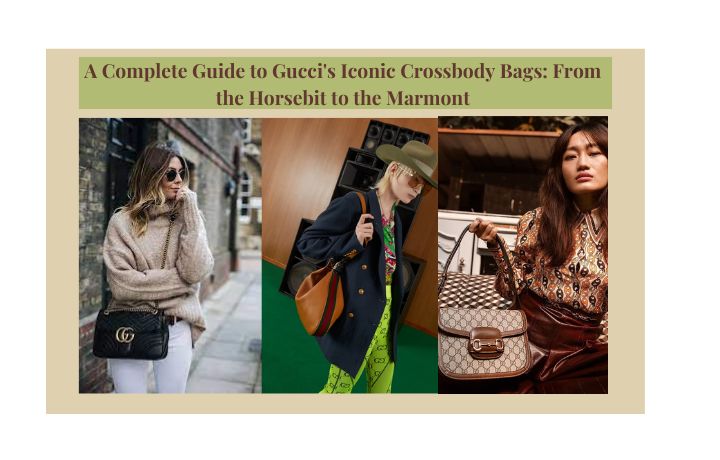 A Complete Guide to Gucci's Iconic Crossbody Bags: From
the Horsebit to the Marmont